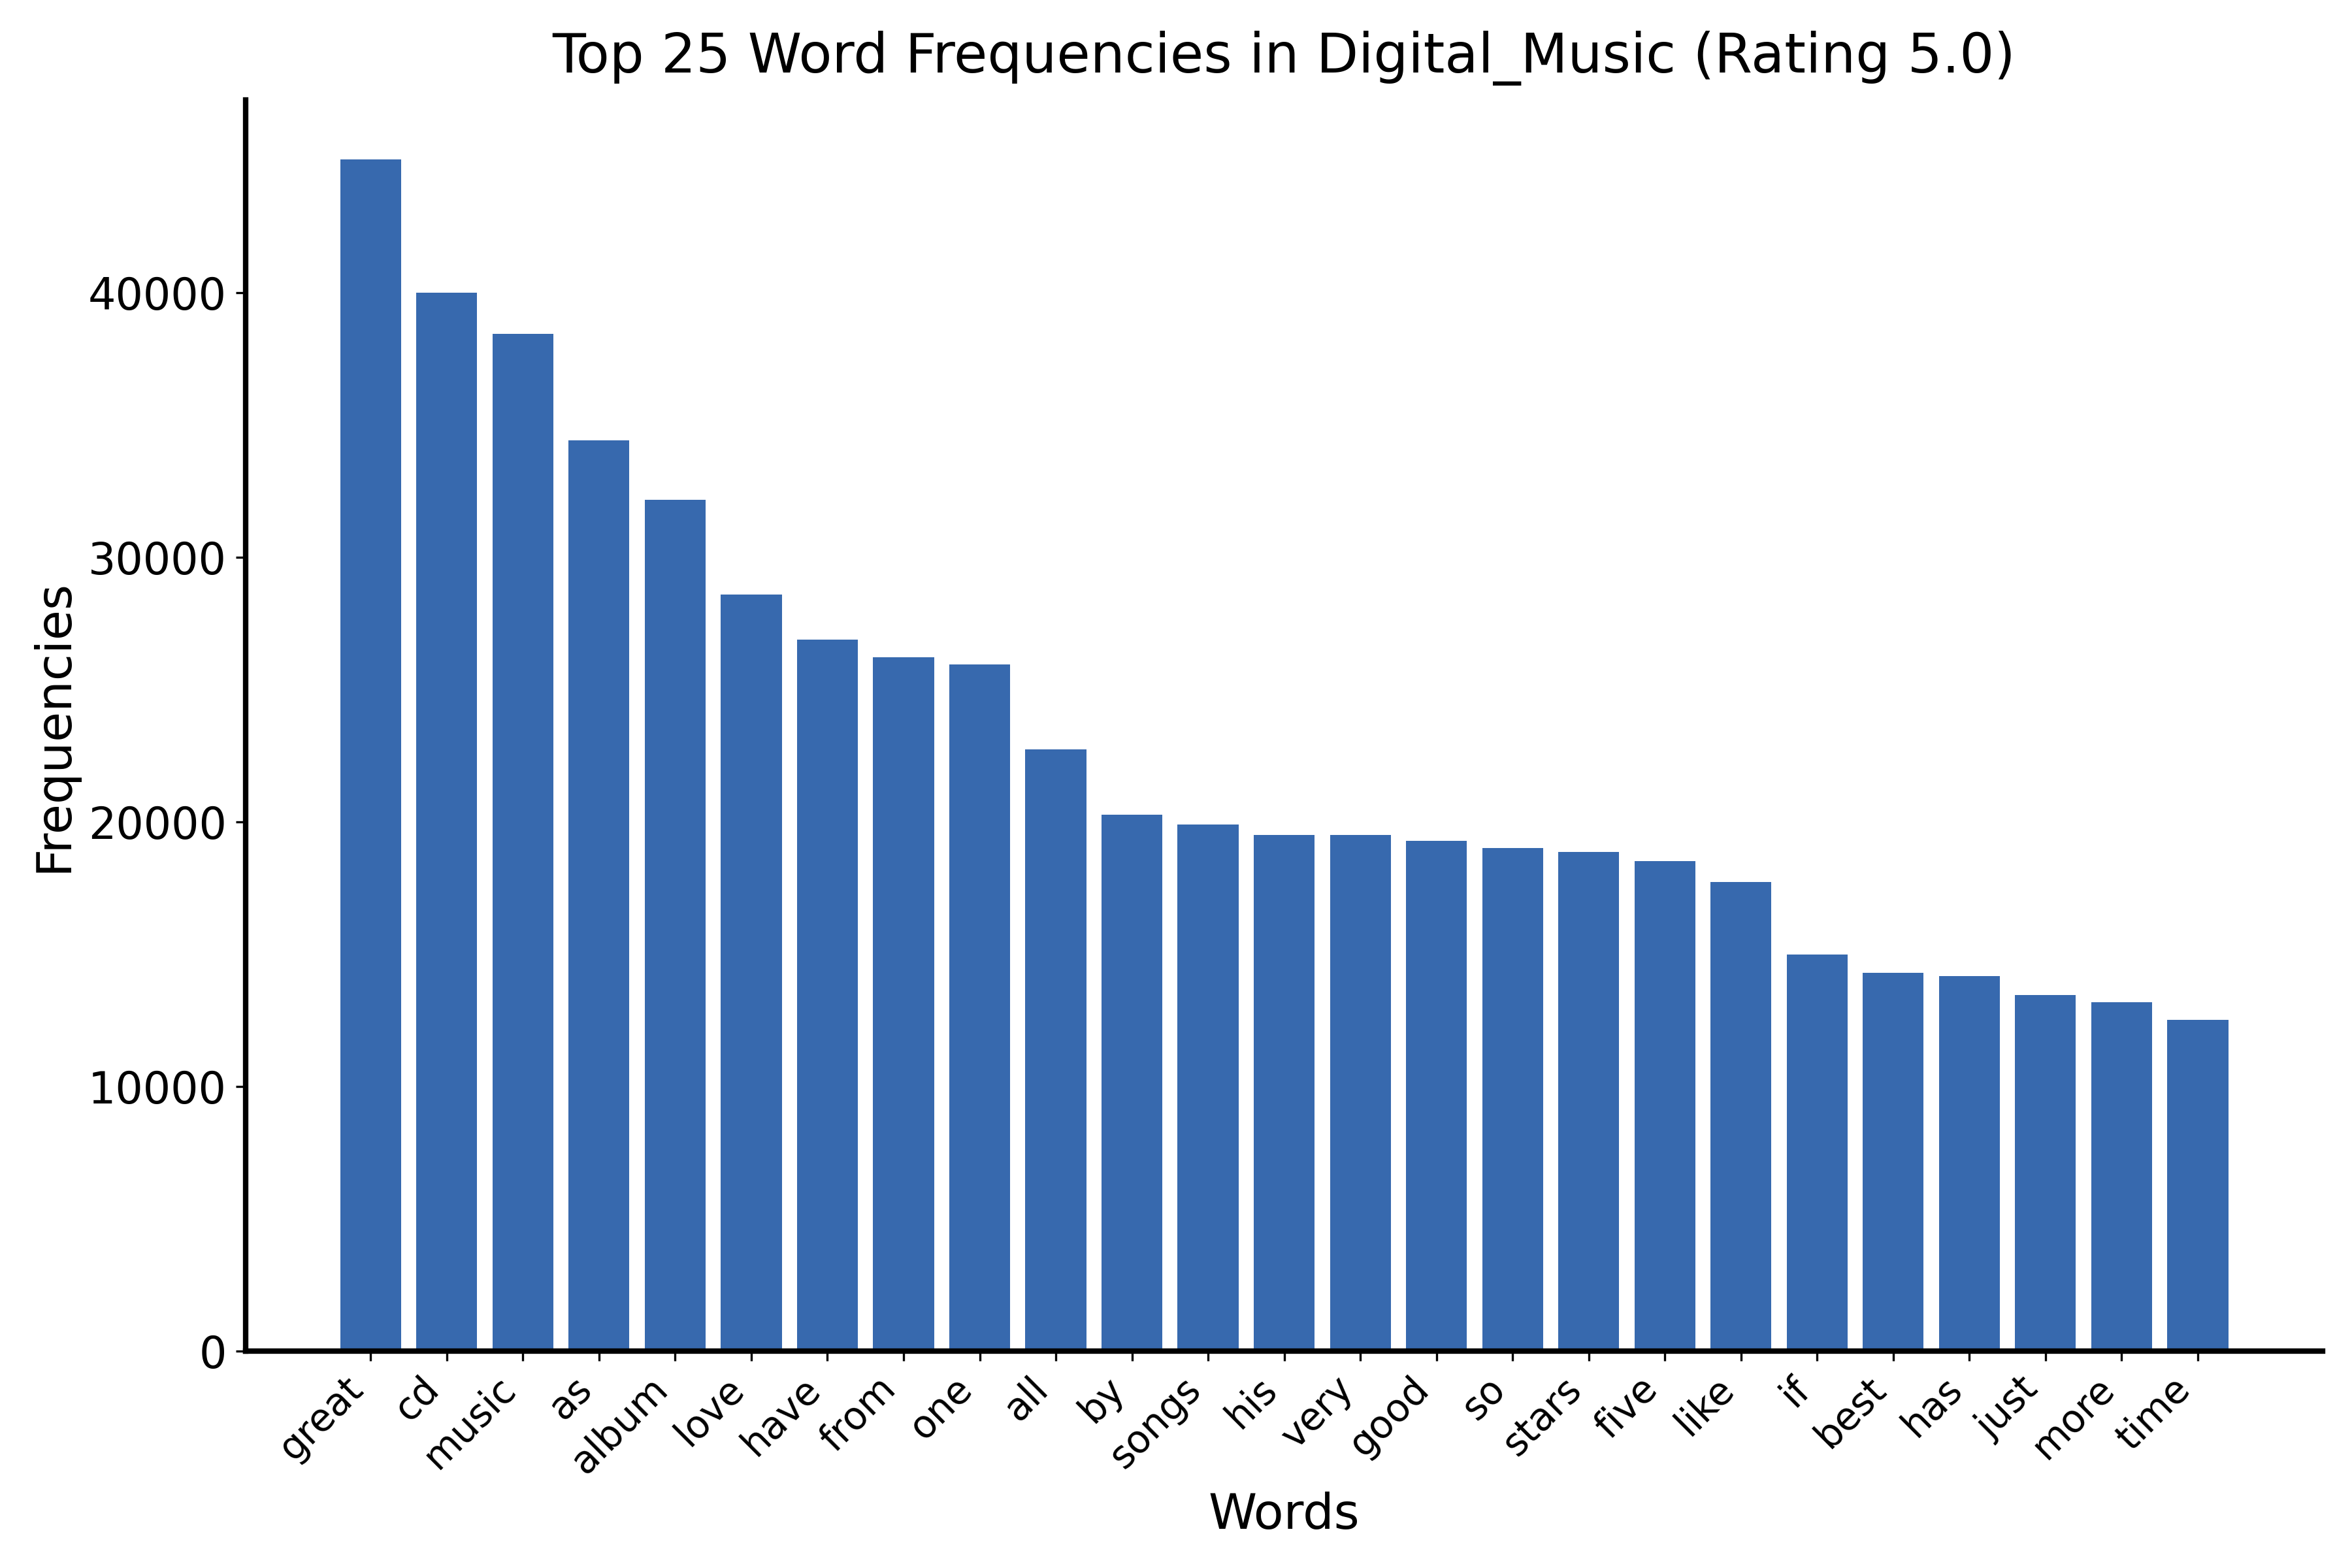 Top 25 Word Frequencies in Digital_Music (Rating 5.0)
Frequencies
40000
30000
20000
10000
0
great
cd
music
as
album
love
have
from
one
all
by
songs
his
very
good
so
stars
five
like
if
best
has
just
more
time
Words